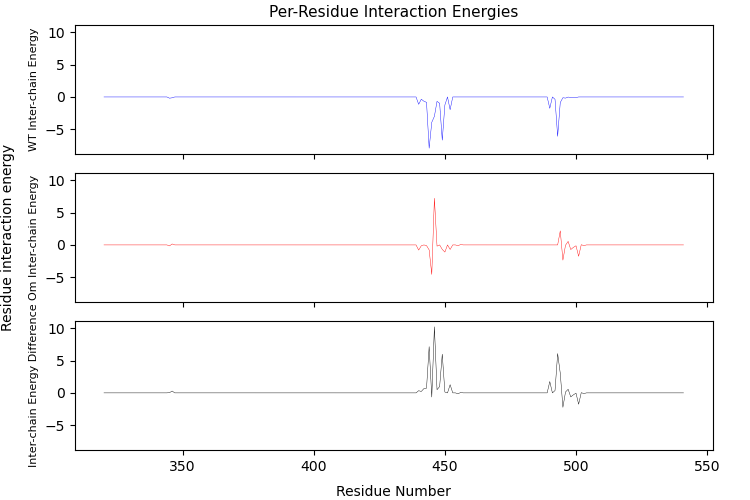 Per-Residue Interaction Energies
Residue interaction energy
WT Inter-chain Energy
10
5
0
−5
Om Inter-chain Energy
10
5
0
−5
Inter-chain Energy Difference
10
5
0
−5
350
400
450
500
550
Residue Number